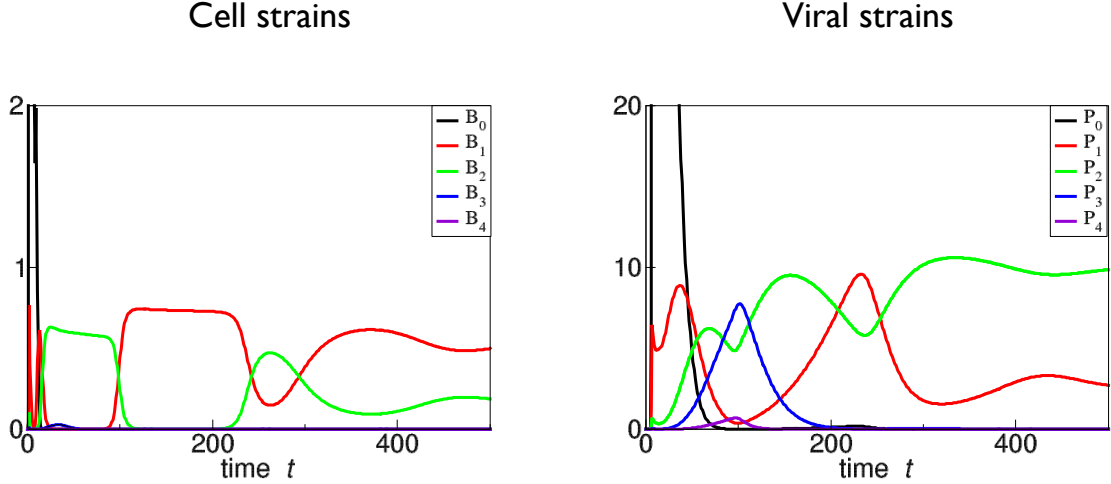 Cell strains
Viral strains
2
1
0
0
200
400
time t
B0
B1
B2
B3
B4
20
10
0
0
200
400
time t
P0
P1
P2
P3
P4